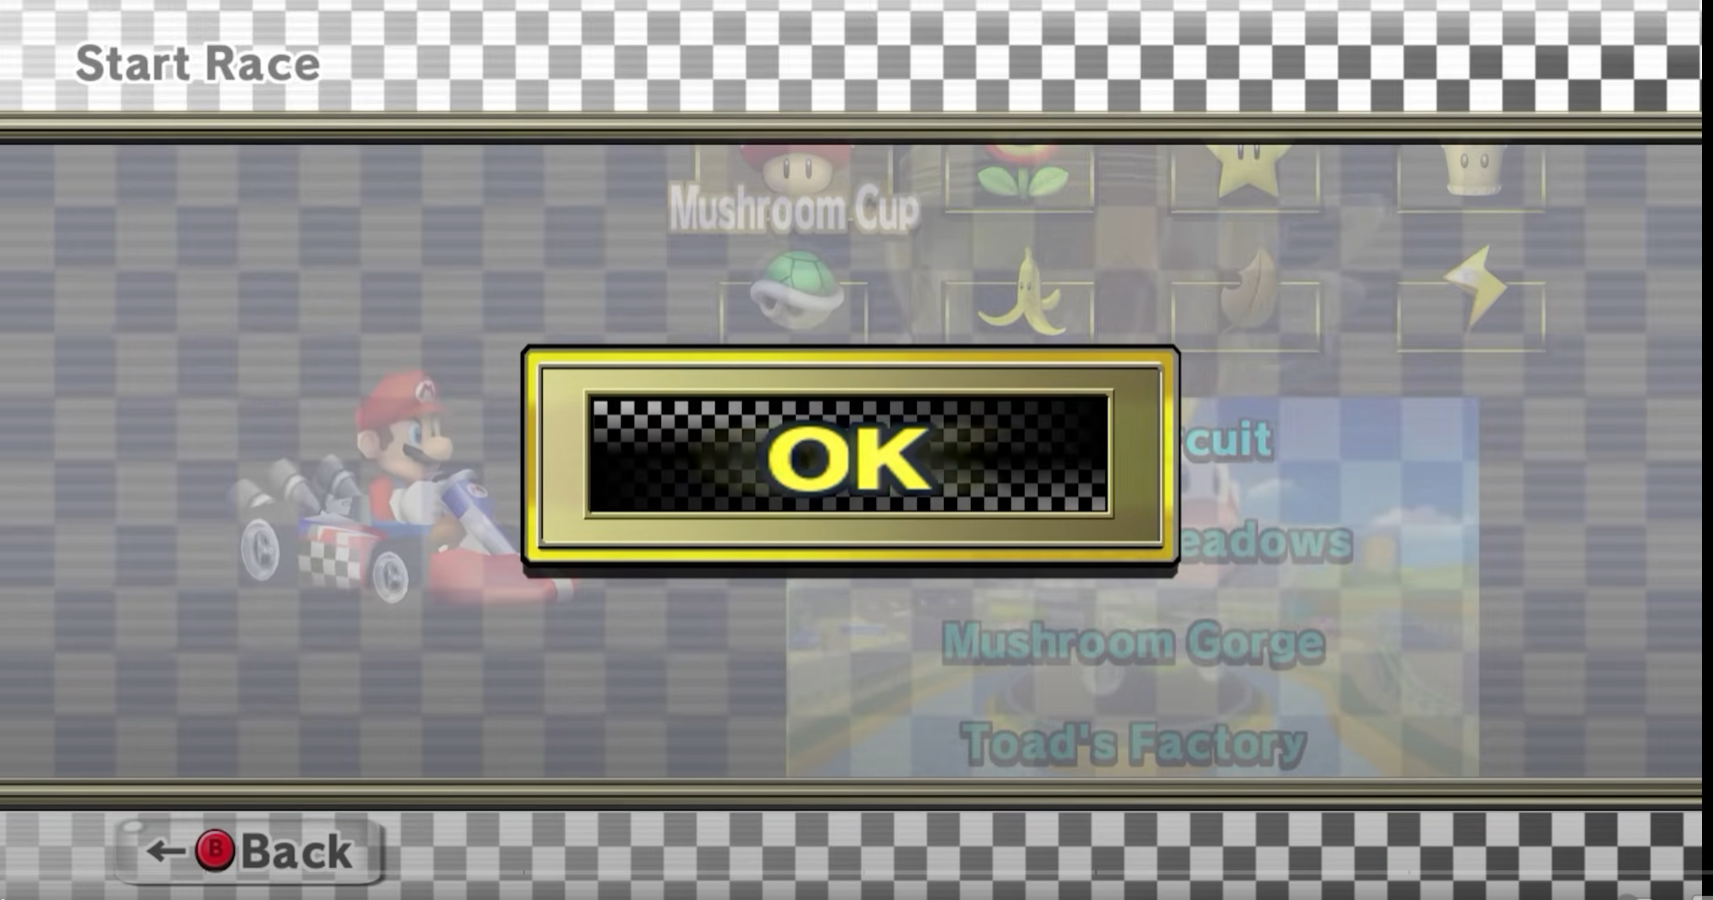 Start Race
Mushroom Cup
OK
cuit
eadows
Mushroom Gorge
Toad's Factory
B Back